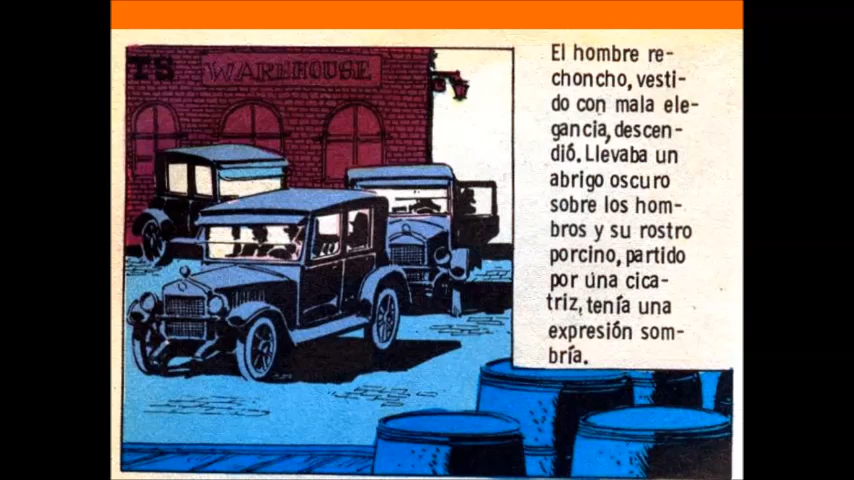 TS WAREHOUSE
El hombre re-
choncho, vesti-
do con mala ele-
gancia, descen-
dió. Llevaba un
abrigo oscuro
sobre los hom-
bros y su rostro
porcino, partido
por una cica-
triz, tenía una
expresión som-
bría.